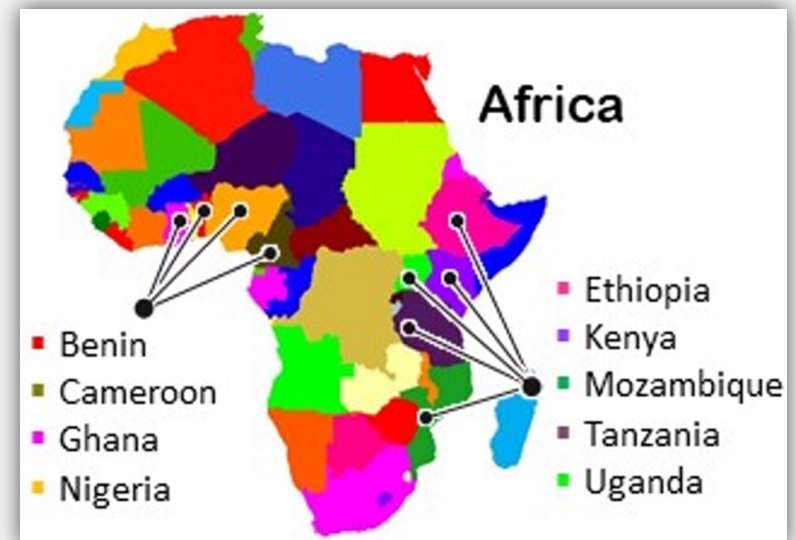 Africa
Benin
Cameroon
Ghana
Nigeria
Ethiopia
Kenya
Mozambique
Tanzania
Uganda